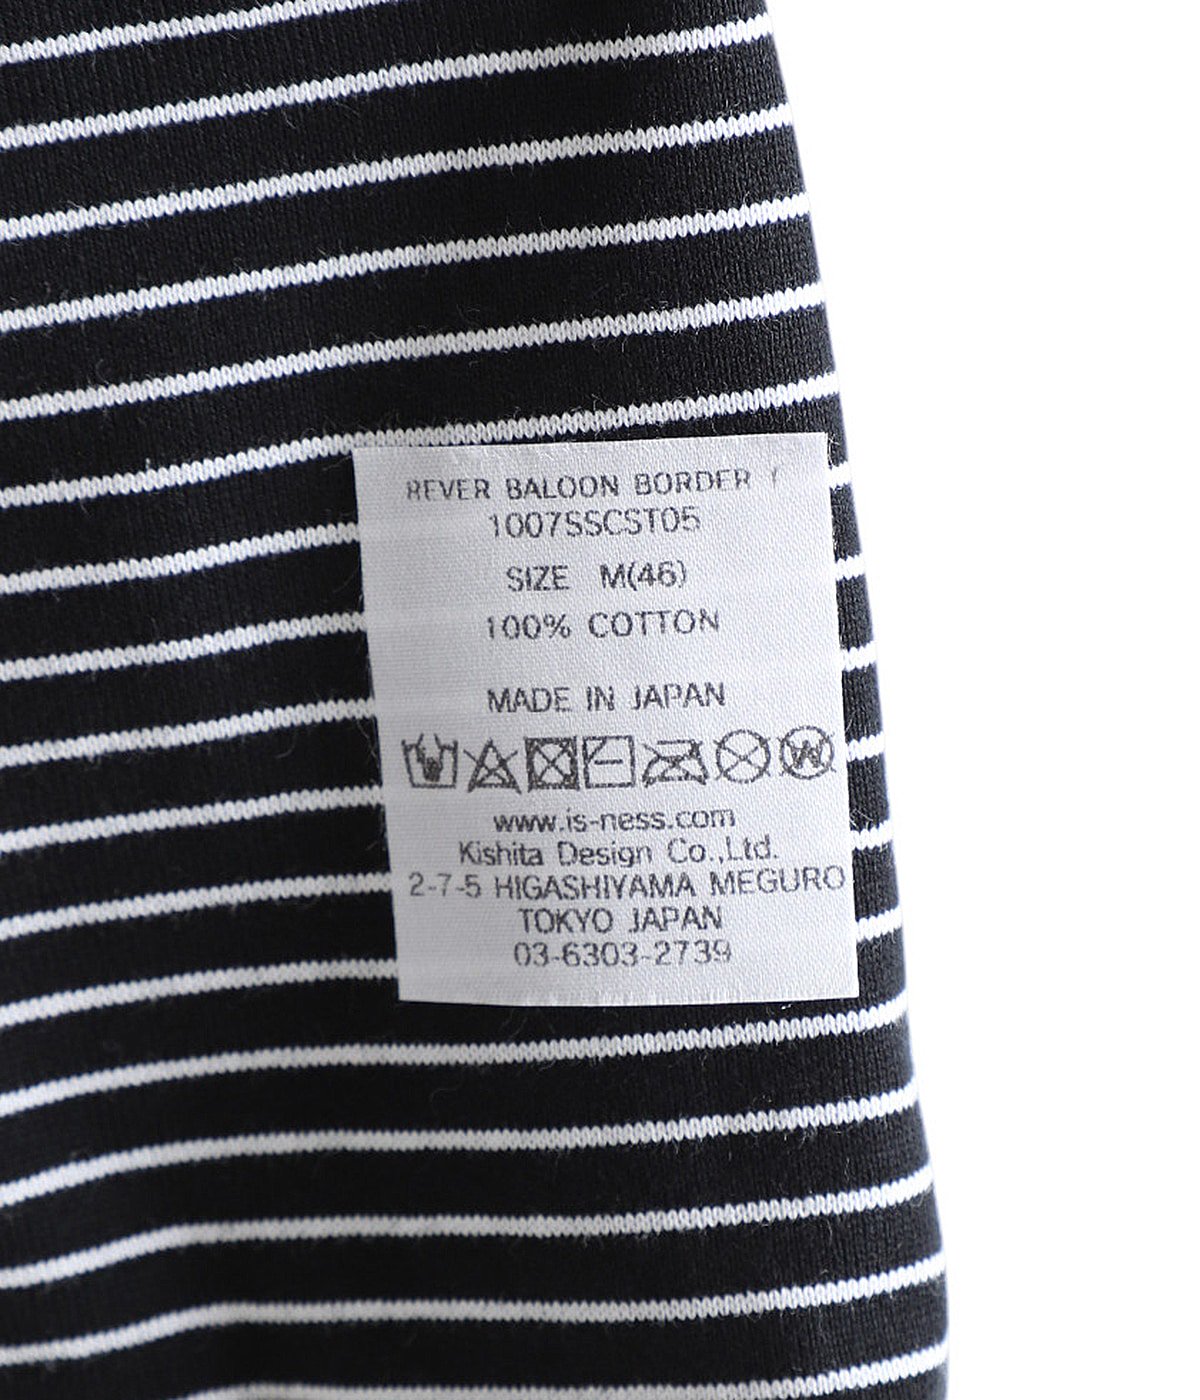 REVER BALOON BORDER T
1007SSCST05
SIZE M(46)
100% COTTON
MADE IN JAPAN
W
www.is-ness.com
Kishita Design Co.,Ltd.
2-7-5 HIGASHIYAMA MEGURO
TOKYO JAPAN
03-6303-2739